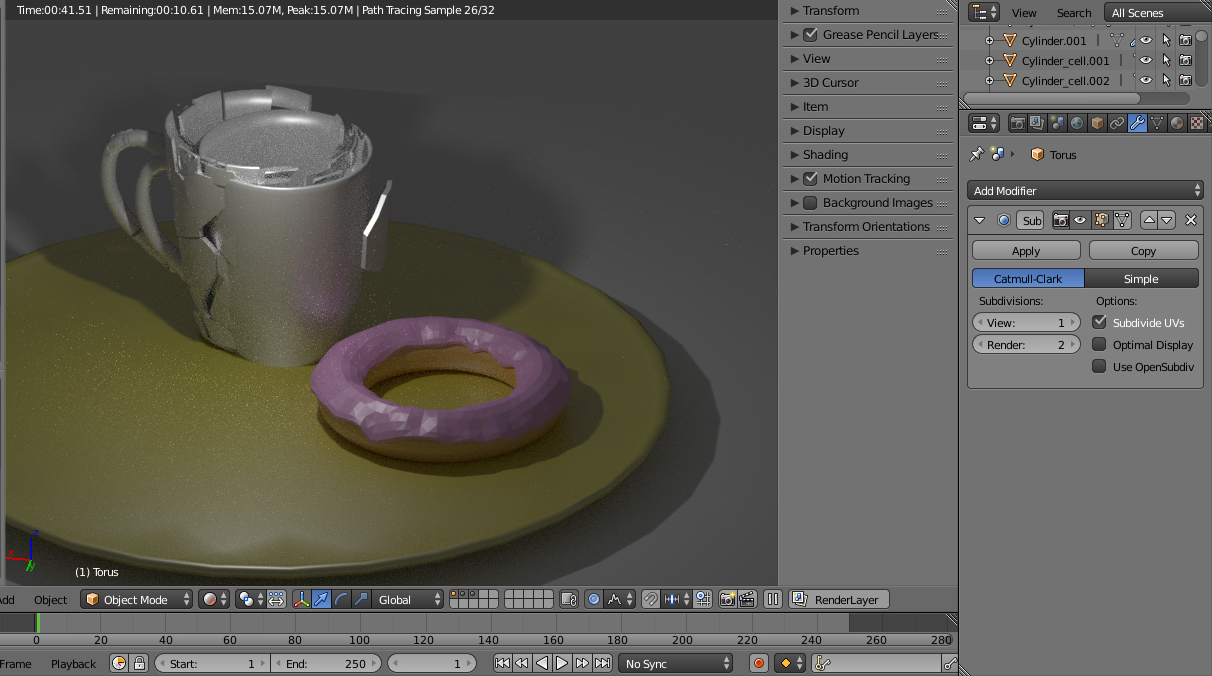 Time:00:41.51 | Remaining:00:10.61 | Mem:15.07M, Peak:15.07M | Path Tracing Sample 26/32
Transform
Grease Pencil Layers
View
3D Cursor
Item
Display
Shading
Motion Tracking
Background Images
Transform Orientations
Properties
View Search All Scenes
Cylinder.001
Cylinder_cell.001
Cylinder_cell.002
Torus
Add Modifier
Sub
Apply Copy
Catmull-Clark Simple
Subdivisions: Options:
View: 1 Subdivide UVs
Render: 2 Optimal Display
Use OpenSubdiv
x z y
(1) Torus
dd Object Object Mode Global RenderLayer
0 20 40 60 80 100 120 140 160 180 200 220 240 260 280
Frame Playback Start: 1 End: 250 1 No Sync